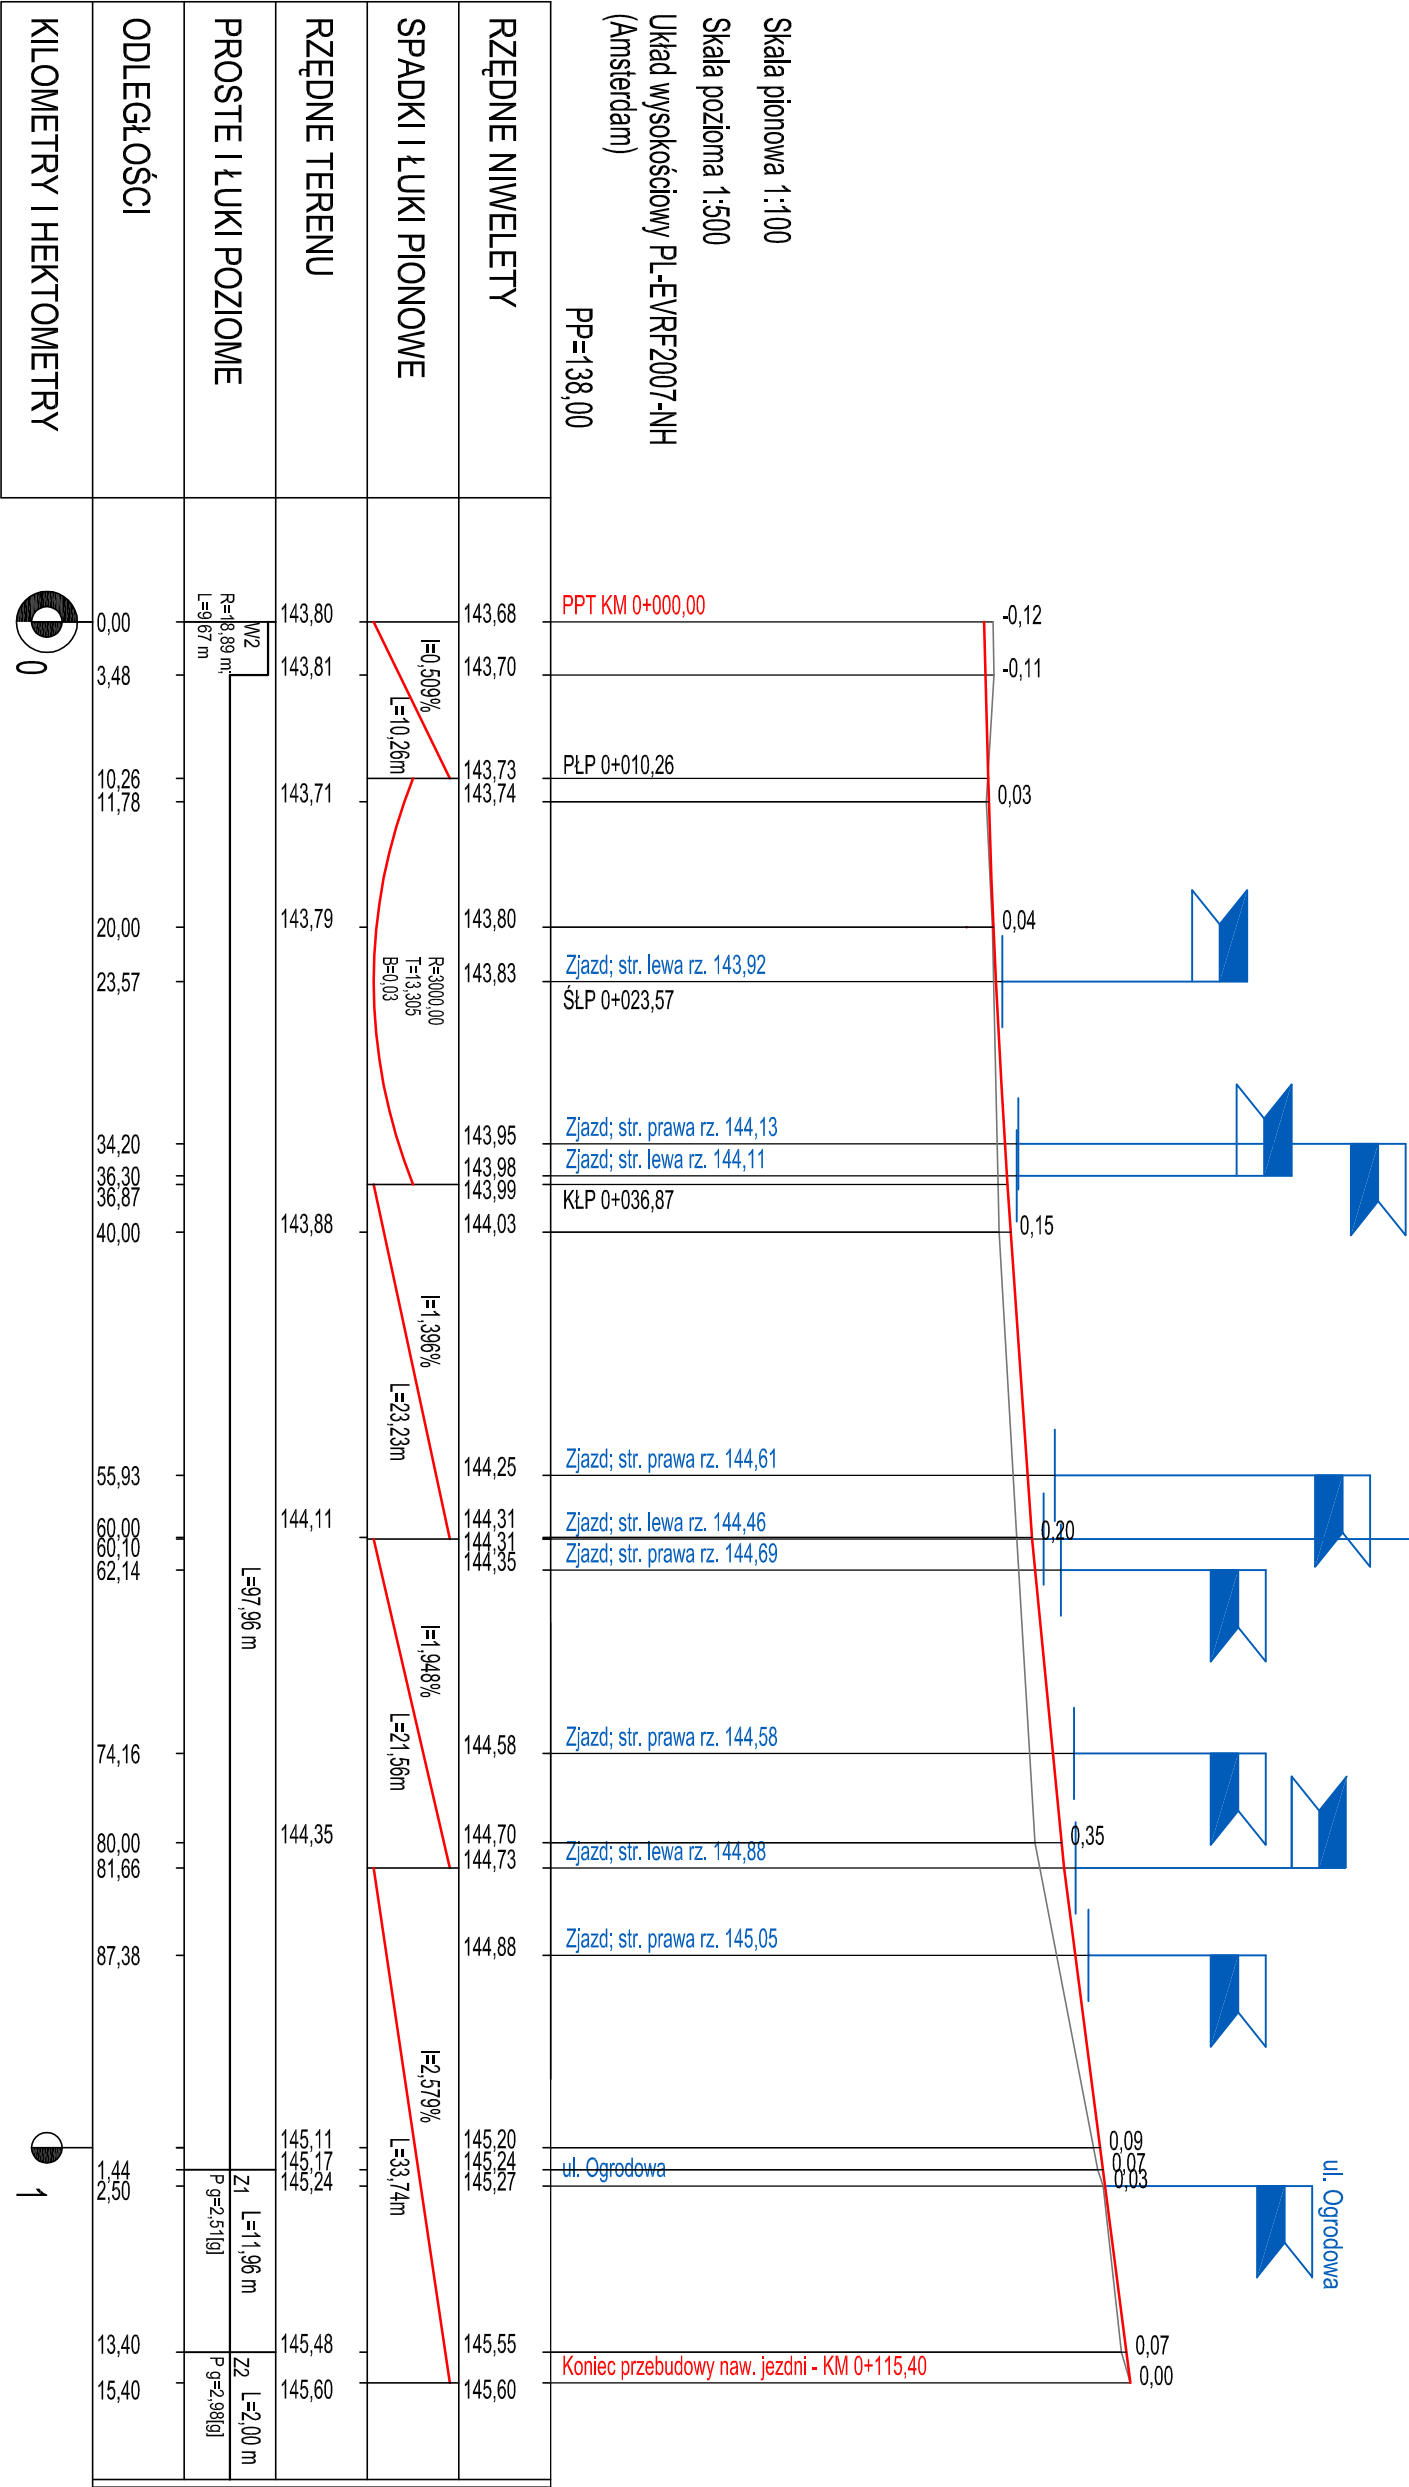 Skala pionowa 1:100
Skala pozioma 1:500
Układ wysokościowy PL-EVRF2007-NH
(Amsterdam)
PP=138,00
ul. Ogrodowa
-0,12
-0,11
0,03
0,04
0,15
0,20
0,35
0,09
0,07
0,03
0,07
0,00
PPT KM 0+000,00
PŁP 0+010,26
Zjazd; str. lewa rz. 143,92
ŚŁP 0+023,57
Zjazd; str. prawa rz. 144,13
Zjazd; str. lewa rz. 144,11
KŁP 0+036,87
Zjazd; str. prawa rz. 144,61
Zjazd; str. lewa rz. 144,46
Zjazd; str. prawa rz. 144,69
Zjazd; str. prawa rz. 144,58
Zjazd; str. lewa rz. 144,88
Zjazd; str. prawa rz. 145,05
ul. Ogrodowa
Koniec przebudowy naw. jezdni - KM 0+115,40
RZĘDNE NIWELETY
143,68
143,70
143,73
143,74
143,80
143,83
143,95
143,98
143,99
144,03
144,25
144,31
144,31
144,35
144,58
144,70
144,73
144,88
145,20
145,24
145,27
145,55
145,60
SPADKI I ŁUKI PIONOWE
I=0,509%
L=10,26m
R=3000,00
T=13,305
B=0,03
I=1,396%
L=23,23m
I=1,948%
L=21,56m
I=2,579%
L=33,74m
RZĘDNE TERENU
143,80
143,81
143,71
143,79
143,88
144,11
144,35
145,11
145,17
145,24
145,48
145,60
PROSTE I ŁUKI POZIOME
W2
R=18,89 m;
L=9,67 m
L=97,96 m
Z1 L=11,96 m
P g=2,51[g]
Z2 L=2,00 m
P g=2,98[g]
ODLEGŁOŚCI
0,00
3,48
10,26
11,78
20,00
23,57
34,20
36,30
36,87
40,00
55,93
60,00
60,10
62,14
74,16
80,00
81,66
87,38
1,44
2,50
13,40
15,40
KILOMETRY I HEKTOMETRY
0
1